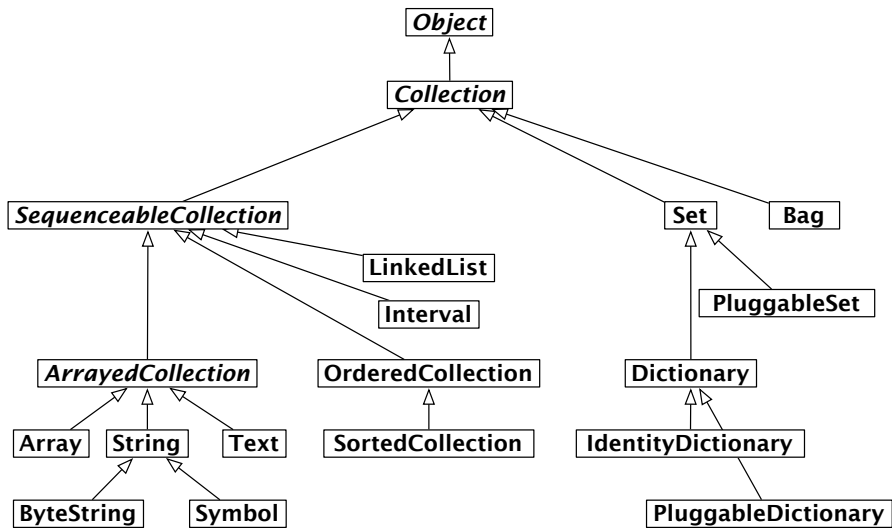 Object
Collection
SequenceableCollection
Set
Bag
LinkedList
PluggableSet
Interval
ArrayedCollection
OrderedCollection
Dictionary
Array
String
Text
SortedCollection
IdentityDictionary
ByteString
Symbol
PluggableDictionary